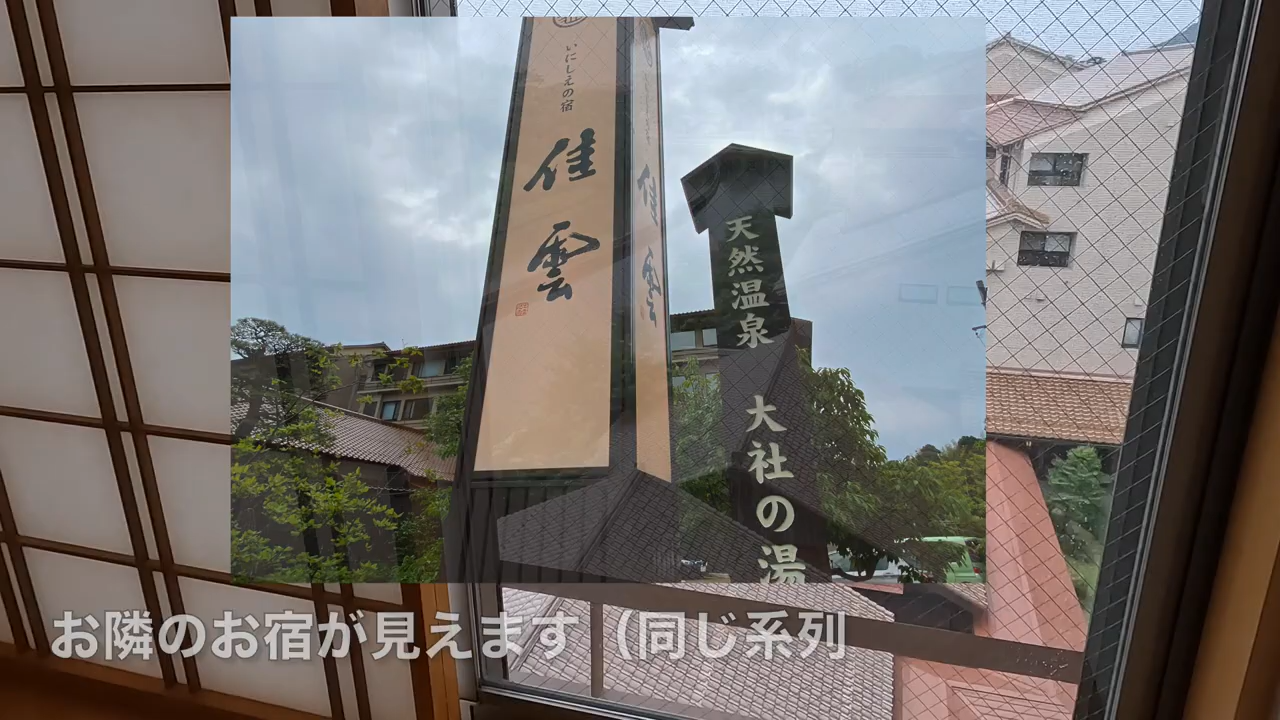 いにしえの宿
佳雲
佳雲
天然温泉 大社の湯
お隣のお宿が見えます（同じ系列